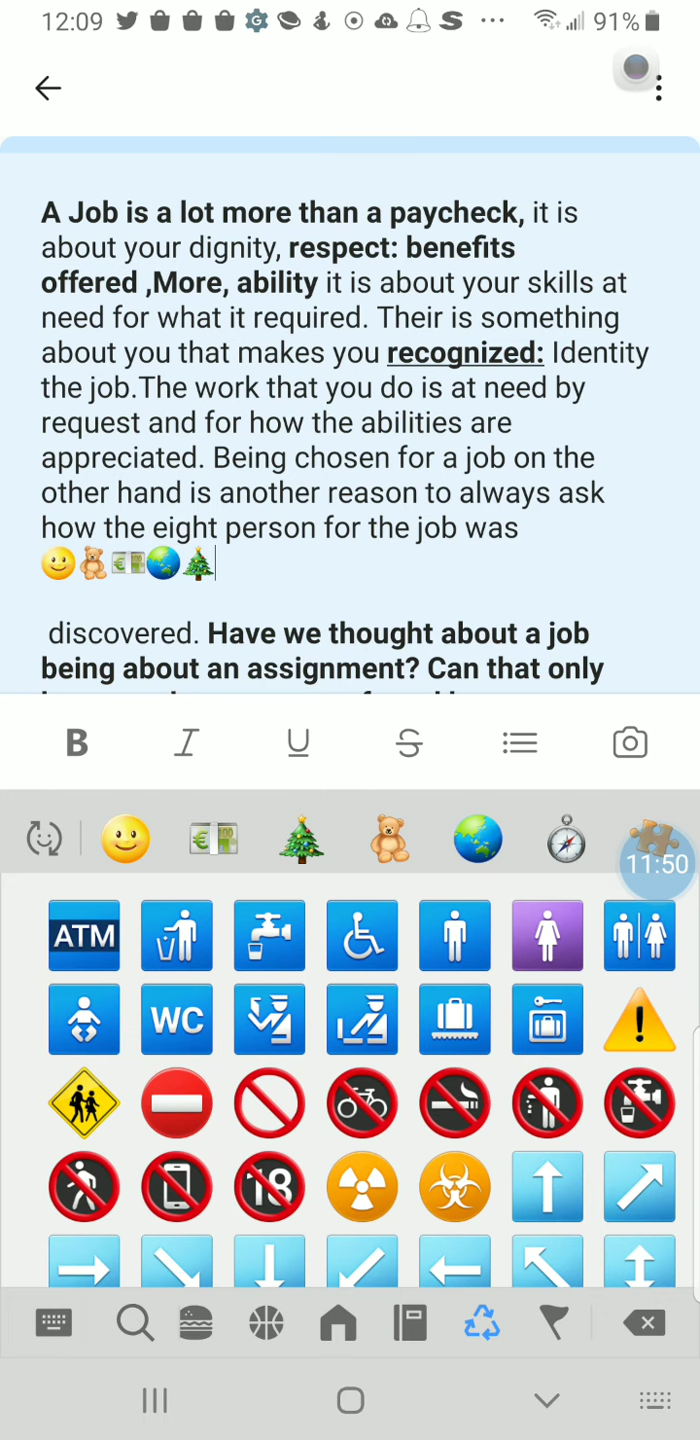 12:09
91%
A Job is a lot more than a paycheck, it is
about your dignity, respect: benefits
offered ,More, ability it is about your skills at
need for what it required. Their is something
about you that makes you recognized: Identity
the job.The work that you do is at need by
request and for how the abilities are
appreciated. Being chosen for a job on the
other hand is another reason to always ask
how the eight person for the job was
discovered. Have we thought about a job
being about an assignment? Can that only
B I U S
11:50
ATM
WC
18